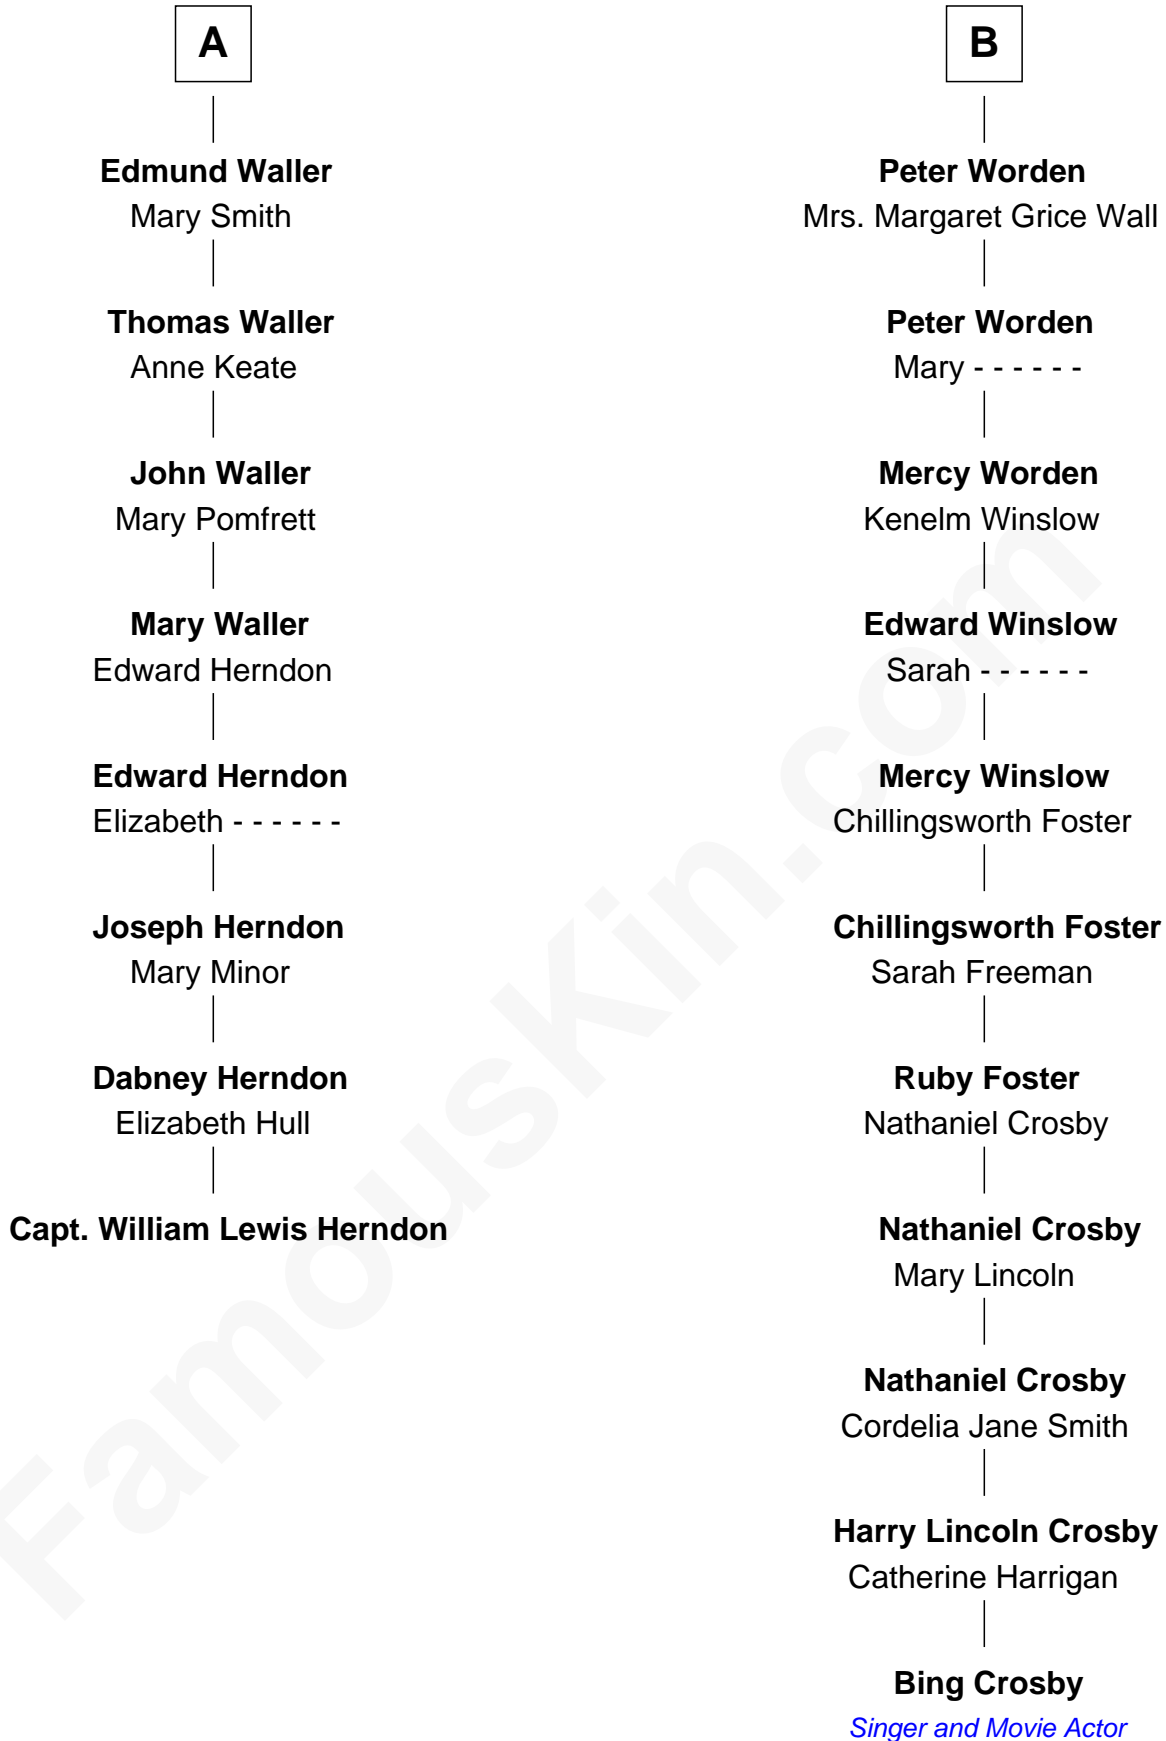 A
Edmund Waller
Mary Smith
Thomas Waller
Anne Keate
John Waller
Mary Pomfrett
Mary Waller
Edward Herndon
Edward Herndon
Elizabeth - - - - - -
Joseph Herndon
Mary Minor
Dabney Herndon
Elizabeth Hull
Capt. William Lewis Herndon
B
Peter Worden
Mrs. Margaret Grice Wall
Peter Worden
Mary - - - - - -
Mercy Worden
Kenelm Winslow
Edward Winslow
Sarah - - - - - -
Mercy Winslow
Chillingsworth Foster
Chillingsworth Foster
Sarah Freeman
Ruby Foster
Nathaniel Crosby
Nathaniel Crosby
Mary Lincoln
Nathaniel Crosby
Cordelia Jane Smith
Harry Lincoln Crosby
Catherine Harrigan
Bing Crosby
Singer and Movie Actor
FamousKin.com